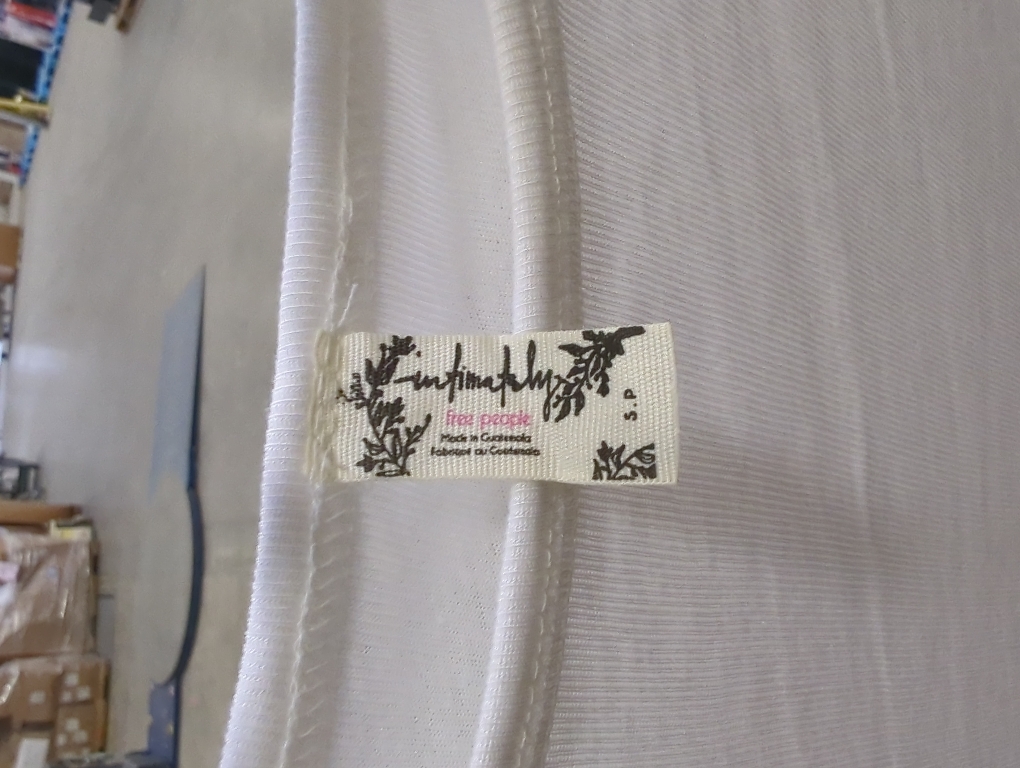 intimately
free people
Made in Guatemala
Fabriqué au Guatemala
S.P